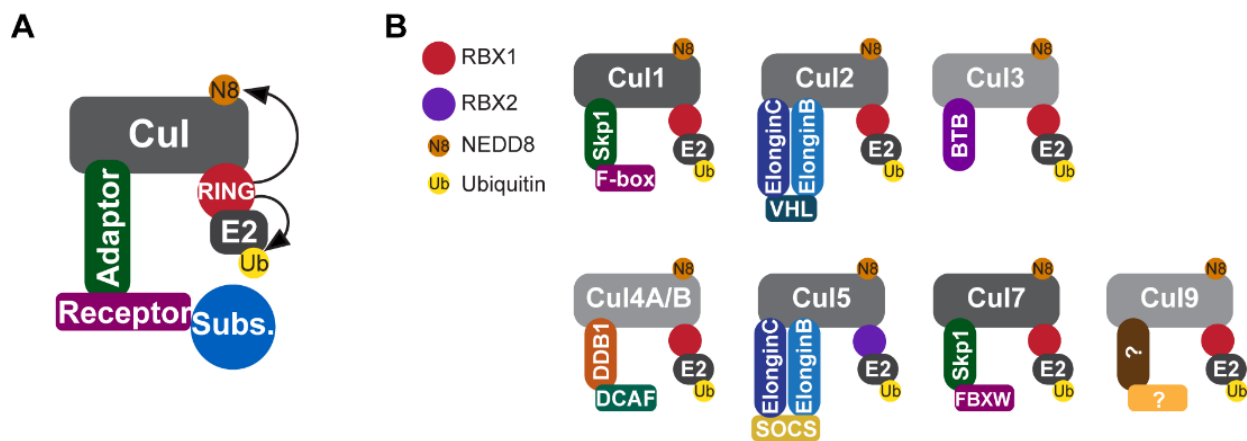 A
N8
Cul
Adaptor
RING
E2
Ub
Receptor
Subs.
B
RBX1
RBX2
N8 NEDD8
Ub Ubiquitin
N8
Cul1
Skp1
E2
Ub
F-box
N8
Cul2
ElonginC
ElonginB
E2
Ub
VHL
N8
Cul3
BTB
E2
Ub
N8
Cul4A/B
DDB1
E2
Ub
DCAF
N8
Cul5
ElonginC
ElonginB
E2
Ub
SOCS
N8
Cul7
Skp1
E2
Ub
FBXW
N8
Cul9
?
E2
Ub
?